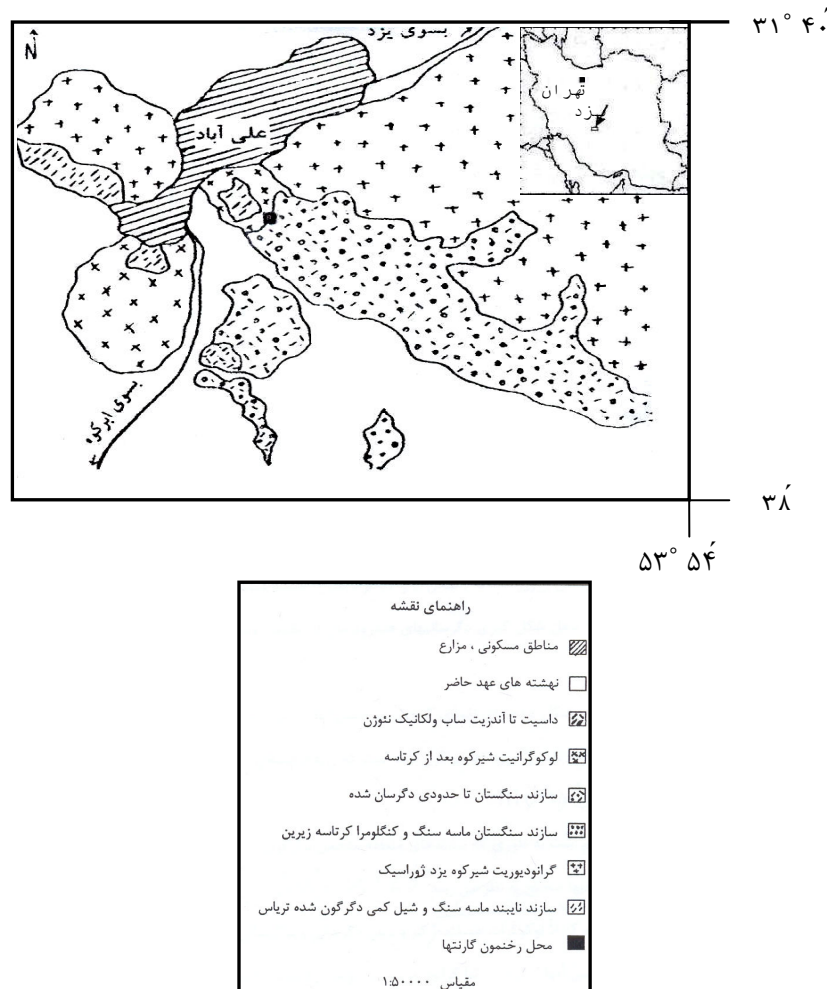 ۳۱° ۴۰´
N
بسوی یزد
تهران
یزد
علی آباد
بسوی ابرکوه
۳۸´
۵۳° ۵۴´
راهنمای نقشه
مناطق مسکونی ، مزارع
نهشته های عهد حاضر
داسیت تا آندزیت ساب ولکانیک نئوژن
لوکوگرانیت شیرکوه بعد از کرتاسه
سازند سنگستان تا حدودی دگرسان شده
سازند سنگستان ماسه سنگ و کنگلومرا کرتاسه زیرین
گرانودیوریت شیرکوه یزد ژوراسیک
سازند نایبند ماسه سنگ و شیل کمی دگرگون شده تریاس
محل رخنمون گارنتها
مقیاس ۱:۵۰۰۰۰